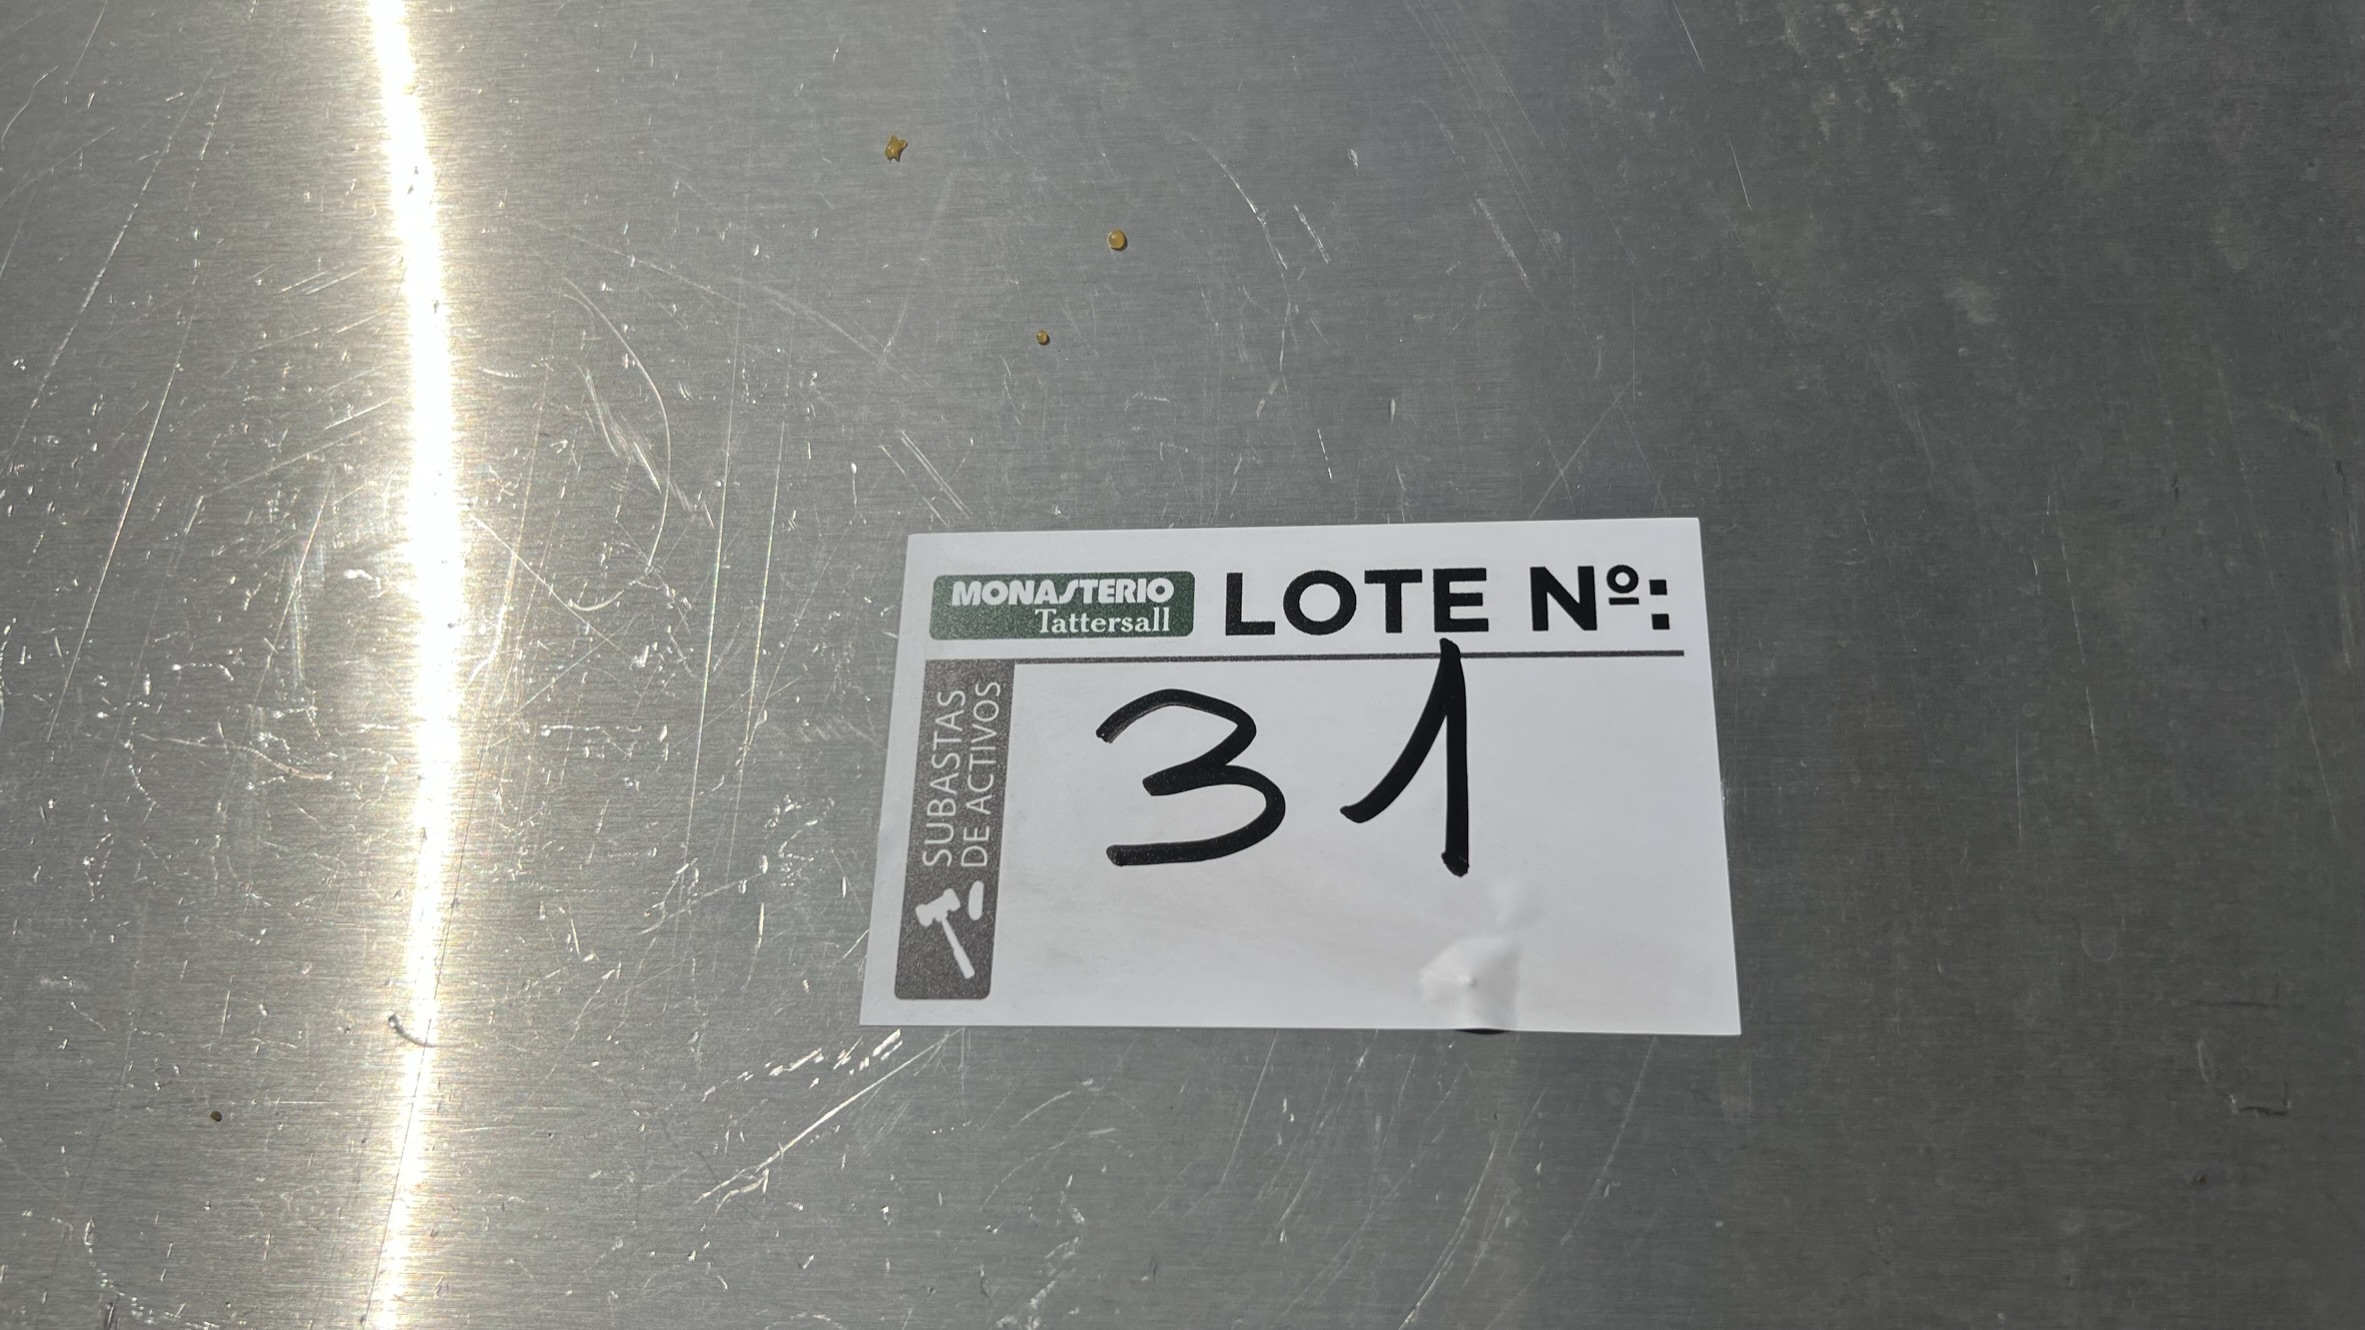 MONASTERIO
Tattersall
LOTE Nº:
SUBASTAS
DE ACTIVOS
31